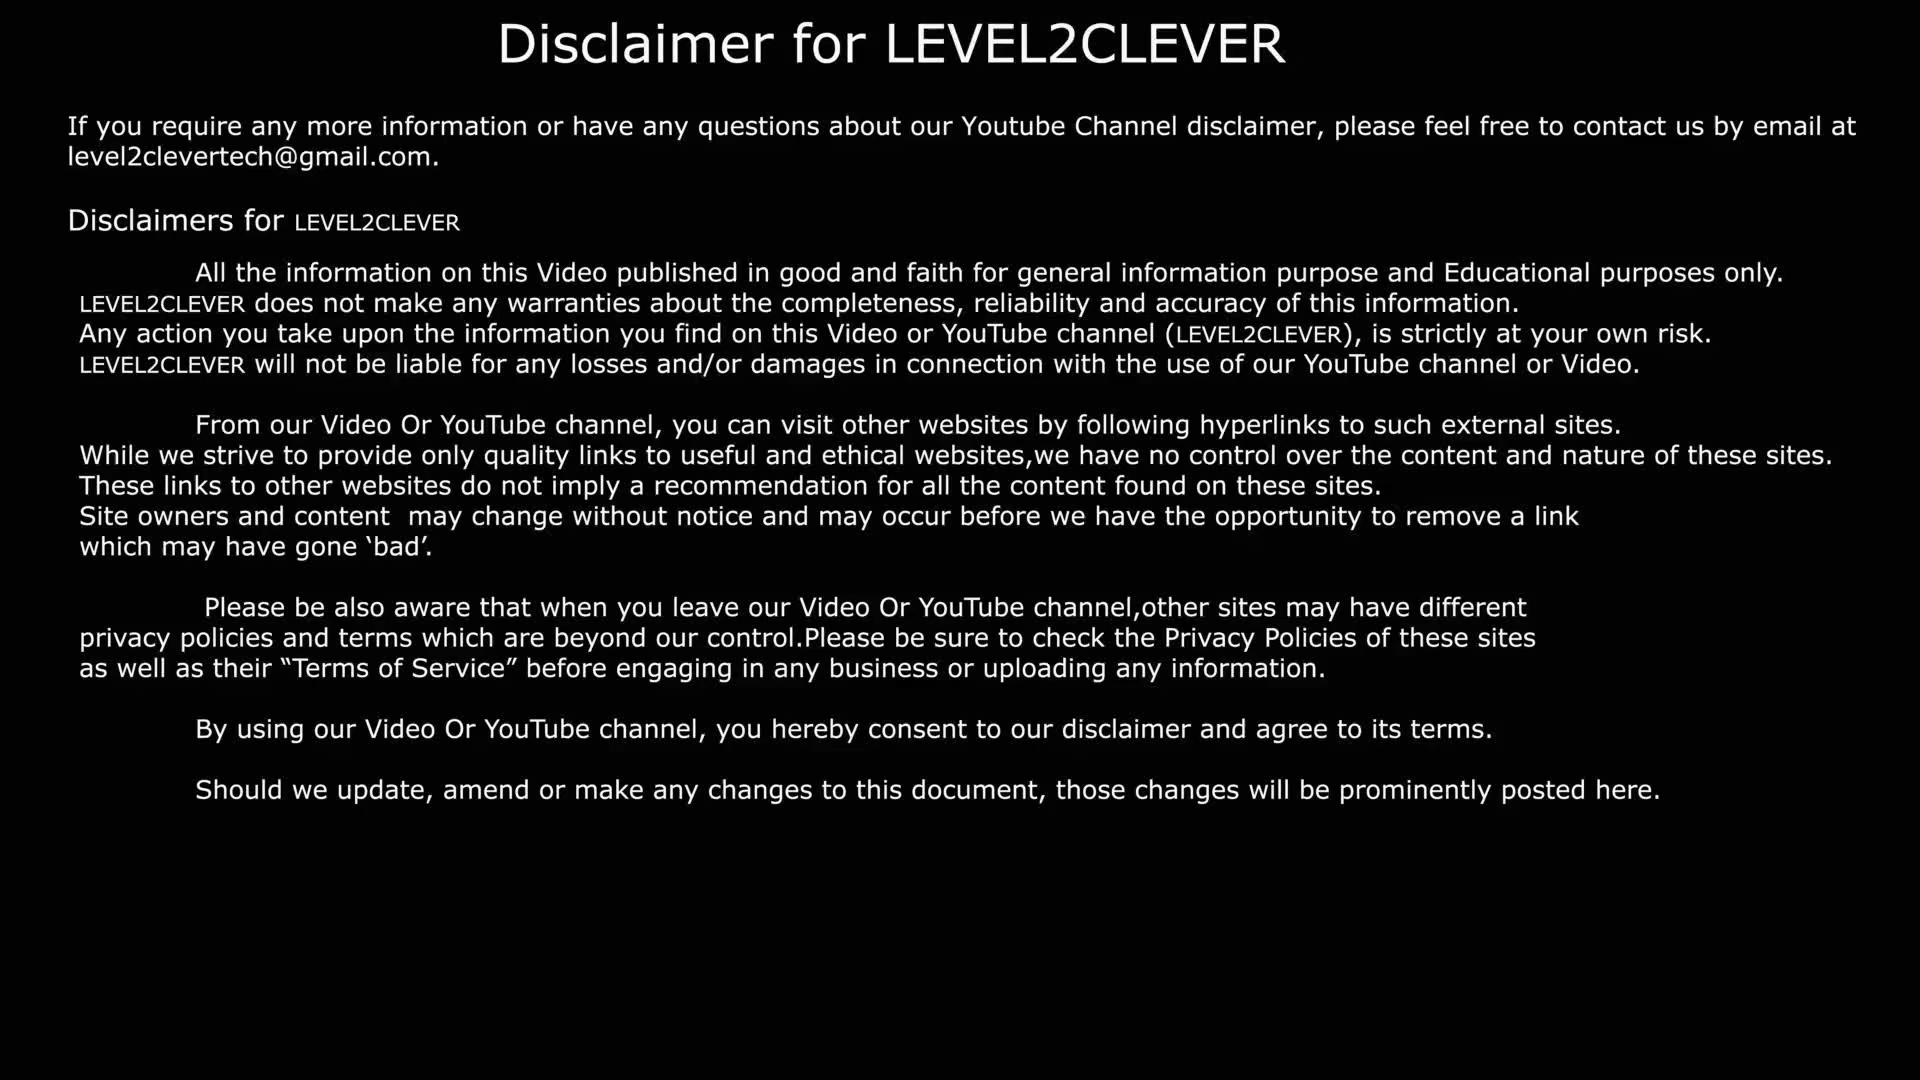 Disclaimer for LEVEL2CLEVER
If you require any more information or have any questions about our Youtube Channel disclaimer, please feel free to contact us by email at
level2clevertech@gmail.com.
Disclaimers for LEVEL2CLEVER
All the information on this Video published in good and faith for general information purpose and Educational purposes only.
LEVEL2CLEVER does not make any warranties about the completeness, reliability and accuracy of this information.
Any action you take upon the information you find on this Video or YouTube channel (LEVEL2CLEVER), is strictly at your own risk.
LEVEL2CLEVER will not be liable for any losses and/or damages in connection with the use of our YouTube channel or Video.
From our Video Or YouTube channel, you can visit other websites by following hyperlinks to such external sites.
While we strive to provide only quality links to useful and ethical websites,we have no control over the content and nature of these sites.
These links to other websites do not imply a recommendation for all the content found on these sites.
Site owners and content  may change without notice and may occur before we have the opportunity to remove a link
which may have gone ‘bad’.
Please be also aware that when you leave our Video Or YouTube channel,other sites may have different
privacy policies and terms which are beyond our control.Please be sure to check the Privacy Policies of these sites
as well as their “Terms of Service” before engaging in any business or uploading any information.
By using our Video Or YouTube channel, you hereby consent to our disclaimer and agree to its terms.
Should we update, amend or make any changes to this document, those changes will be prominently posted here.